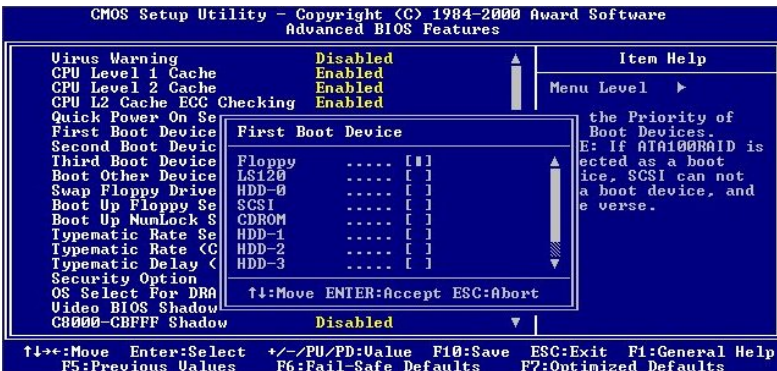 CMOS Setup Utility - Copyright (C) 1984-2000 Award Software
Advanced BIOS Features
Virus Warning Disabled
CPU Level 1 Cache Enabled
CPU Level 2 Cache Enabled
CPU L2 Cache ECC Checking Enabled
Quick Power On Se
First Boot Device
Second Boot Devic
Third Boot Device
Boot Other Device
Swap Floppy Drive
Boot Up Floppy Se
Boot Up NumLock S
Typematic Rate Se
Typematic Rate (C
Typematic Delay (
Security Option
OS Select For DRA
Video BIOS Shadow
C8000-CBFFF Shadow Disabled
First Boot Device
Floppy ..... [▮]
LS120 ..... [ ]
HDD-0 ..... [ ]
SCSI ..... [ ]
CDROM ..... [ ]
HDD-1 ..... [ ]
HDD-2 ..... [ ]
HDD-3 ..... [ ]
↑↓:Move ENTER:Accept ESC:Abort
Item Help
Menu Level ▶
the Priority of
Boot Devices.
E: If ATA100RAID is
ected as a boot
ice, SCSI can not
a boot device, and
e verse.
↑↓→←:Move Enter:Select +/-/PU/PD:Value F10:Save ESC:Exit F1:General Help
F5:Previous Values F6:Fail-Safe Defaults F7:Optimized Defaults